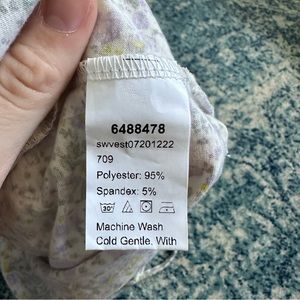 6488478
swvest07201222
709
Polyester: 95%
Spandex: 5%
30°
Machine Wash
Cold Gentle. With